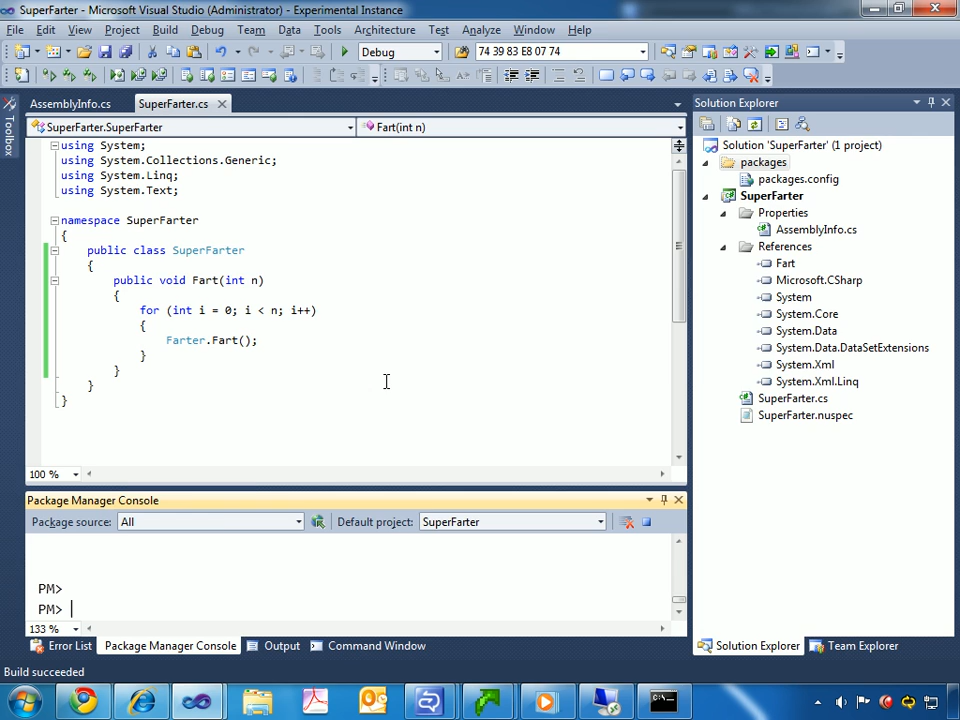 SuperFarter - Microsoft Visual Studio (Administrator) - Experimental Instance
File Edit View Project Build Debug Team Data Tools Architecture Test Analyze Window Help
Debug 74 39 83 E8 07 74
Toolbox
AssemblyInfo.cs SuperFarter.cs
SuperFarter.SuperFarter Fart(int n)
using System;
using System.Collections.Generic;
using System.Linq;
using System.Text;
namespace SuperFarter
{
public class SuperFarter
{
public void Fart(int n)
{
for (int i = 0; i < n; i++)
{
Farter.Fart();
}
}
}
}
100 %
Package Manager Console
Package source: All Default project: SuperFarter
PM>
PM>
133 %
Error List Package Manager Console Output Command Window
Solution Explorer
Solution 'SuperFarter' (1 project)
packages
packages.config
SuperFarter
Properties
AssemblyInfo.cs
References
Fart
Microsoft.CSharp
System
System.Core
System.Data
System.Data.DataSetExtensions
System.Xml
System.Xml.Linq
SuperFarter.cs
SuperFarter.nuspec
Solution Explorer Team Explorer
Build succeeded